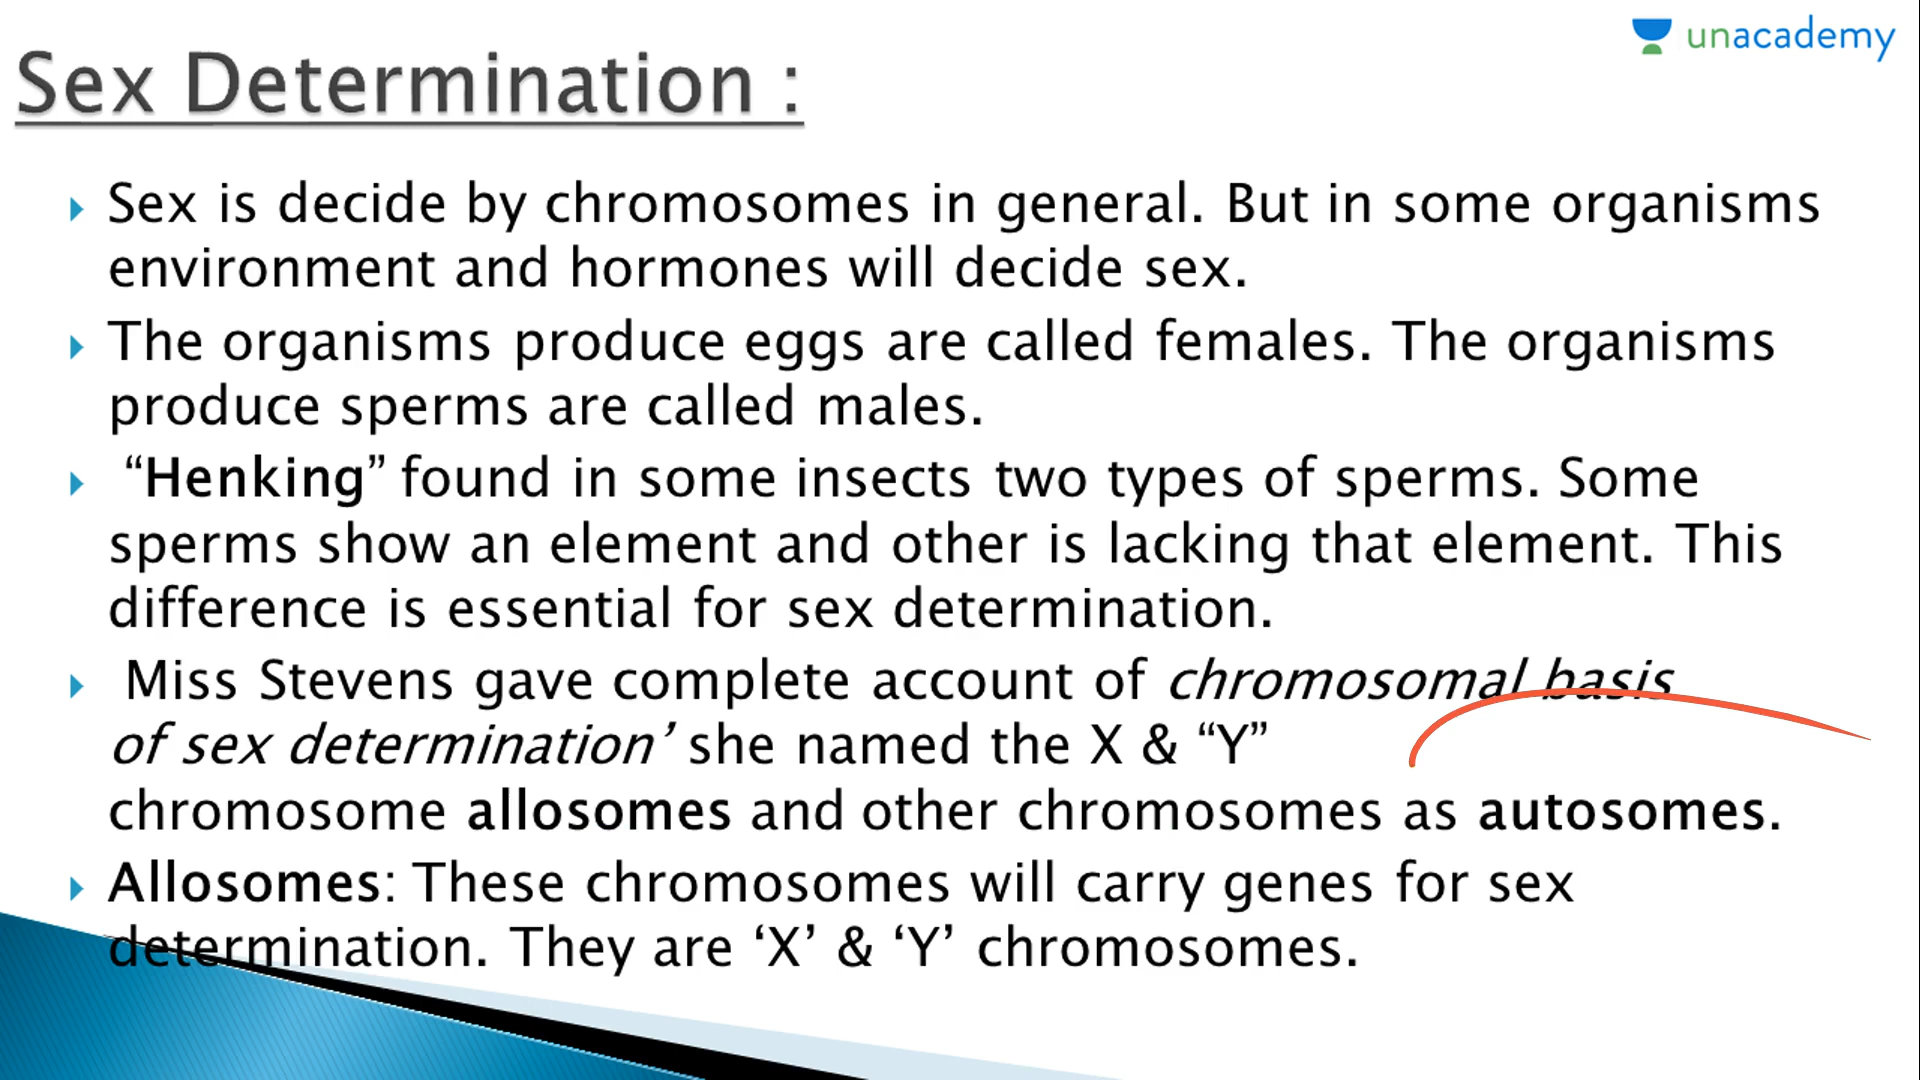 unacademy
Sex Determination :
Sex is decide by chromosomes in general. But in some organisms
environment and hormones will decide sex.
The organisms produce eggs are called females. The organisms
produce sperms are called males.
“Henking” found in some insects two types of sperms. Some
sperms show an element and other is lacking that element. This
difference is essential for sex determination.
Miss Stevens gave complete account of chromosomal basis
of sex determination’ she named the X & “Y”
chromosome allosomes and other chromosomes as autosomes.
Allosomes: These chromosomes will carry genes for sex
determination. They are ‘X’ & ‘Y’ chromosomes.